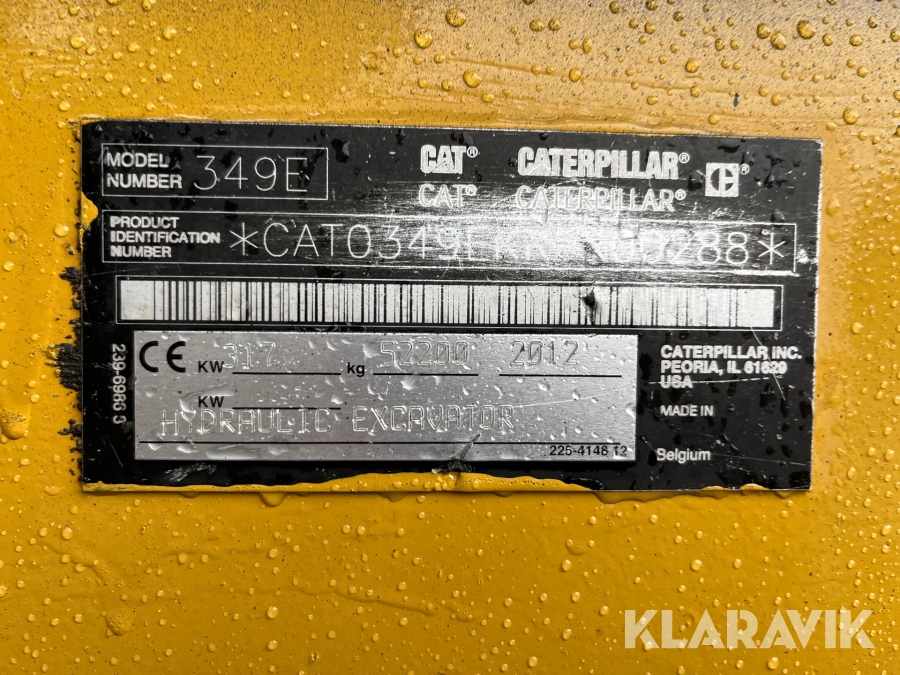 MODEL NUMBER 349E
CAT® CATERPILLAR®
CAT® CATERPILLAR®
PRODUCT IDENTIFICATION NUMBER
CE KW 317 kg 52200 2012
KW
HYDRAULIC EXCAVATOR
225-4146 12
239-6986 3
CATERPILLAR INC.
PEORIA, IL 61629
USA
MADE IN
Belgium
KLARAVIK